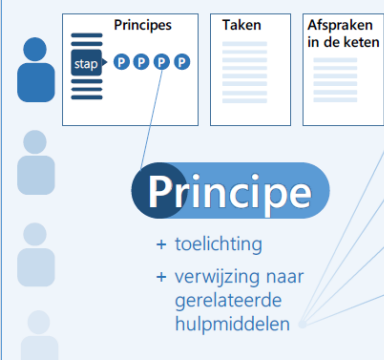 Principes
Taken
Afspraken
in de keten
stap
P P P P
Principe
+ toelichting
+ verwijzing naar
gerelateerde
hulpmiddelen